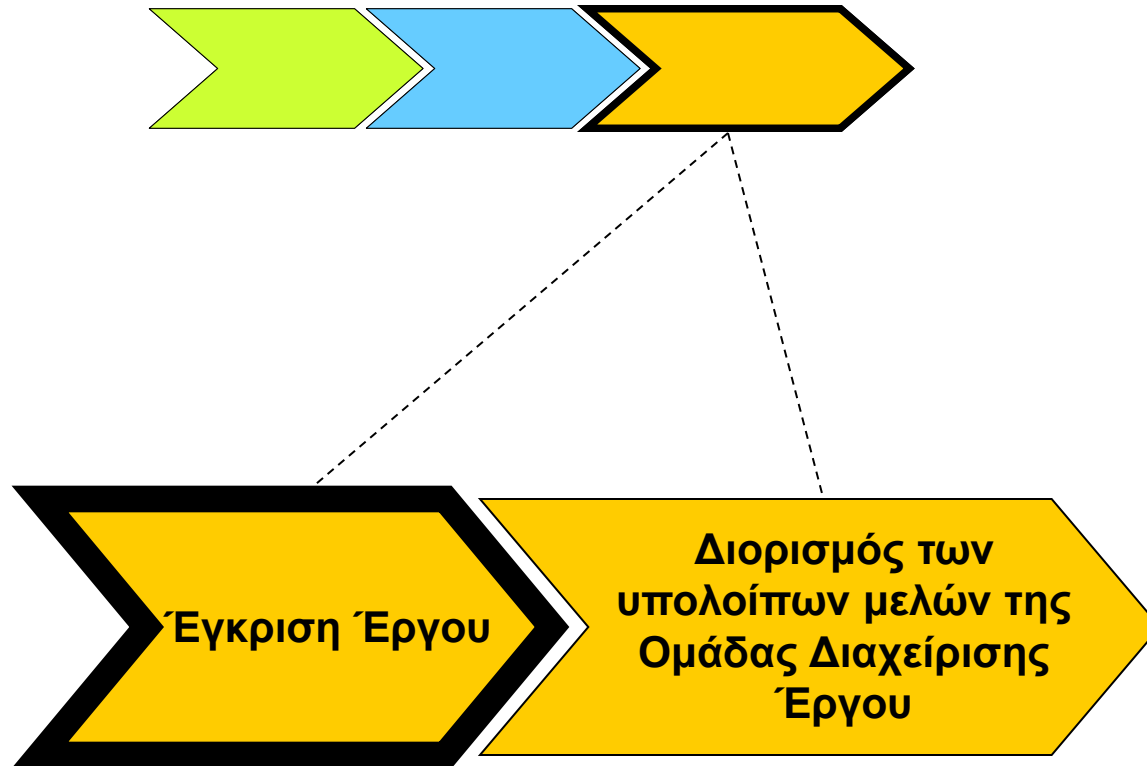 Έγκριση Έργου
Διορισμός των
υπολοίπων μελών της
Ομάδας Διαχείρισης
Έργου